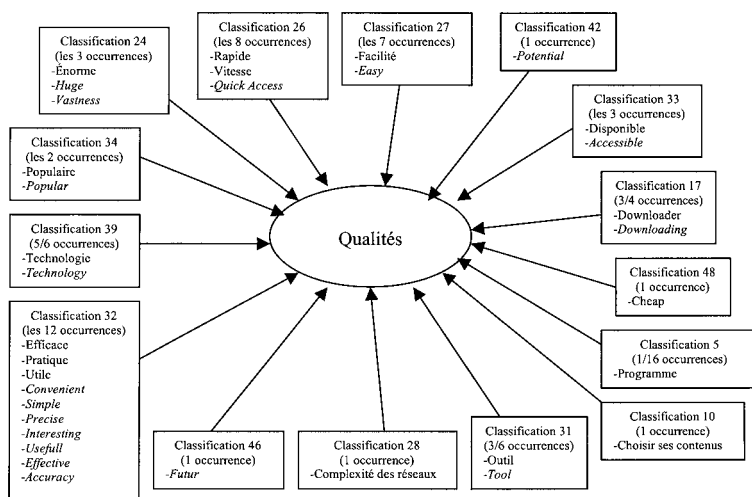 Classification 24
(les 3 occurrences)
-Énorme
-Huge
-Vastness
Classification 26
(les 8 occurrences)
-Rapide
-Vitesse
-Quick Access
Classification 27
(les 7 occurrences)
-Facilité
-Easy
Classification 42
(1 occurrence)
-Potential
Classification 33
(les 3 occurrences)
-Disponible
-Accessible
Classification 34
(les 2 occurrences)
-Populaire
-Popular
Classification 17
(3/4 occurrences)
-Downloader
-Downloading
Classification 39
(5/6 occurrences)
-Technologie
-Technology
Qualités
Classification 48
(1 occurrence)
-Cheap
Classification 32
(les 12 occurrences)
-Efficace
-Pratique
-Utile
-Convenient
-Simple
-Precise
-Interesting
-Usefull
-Effective
-Accuracy
Classification 5
(1/16 occurrences)
-Programme
Classification 10
(1 occurrence)
-Choisir ses contenus
Classification 46
(1 occurrence)
-Futur
Classification 28
(1 occurrence)
-Complexité des réseaux
Classification 31
(3/6 occurrences)
-Outil
-Tool